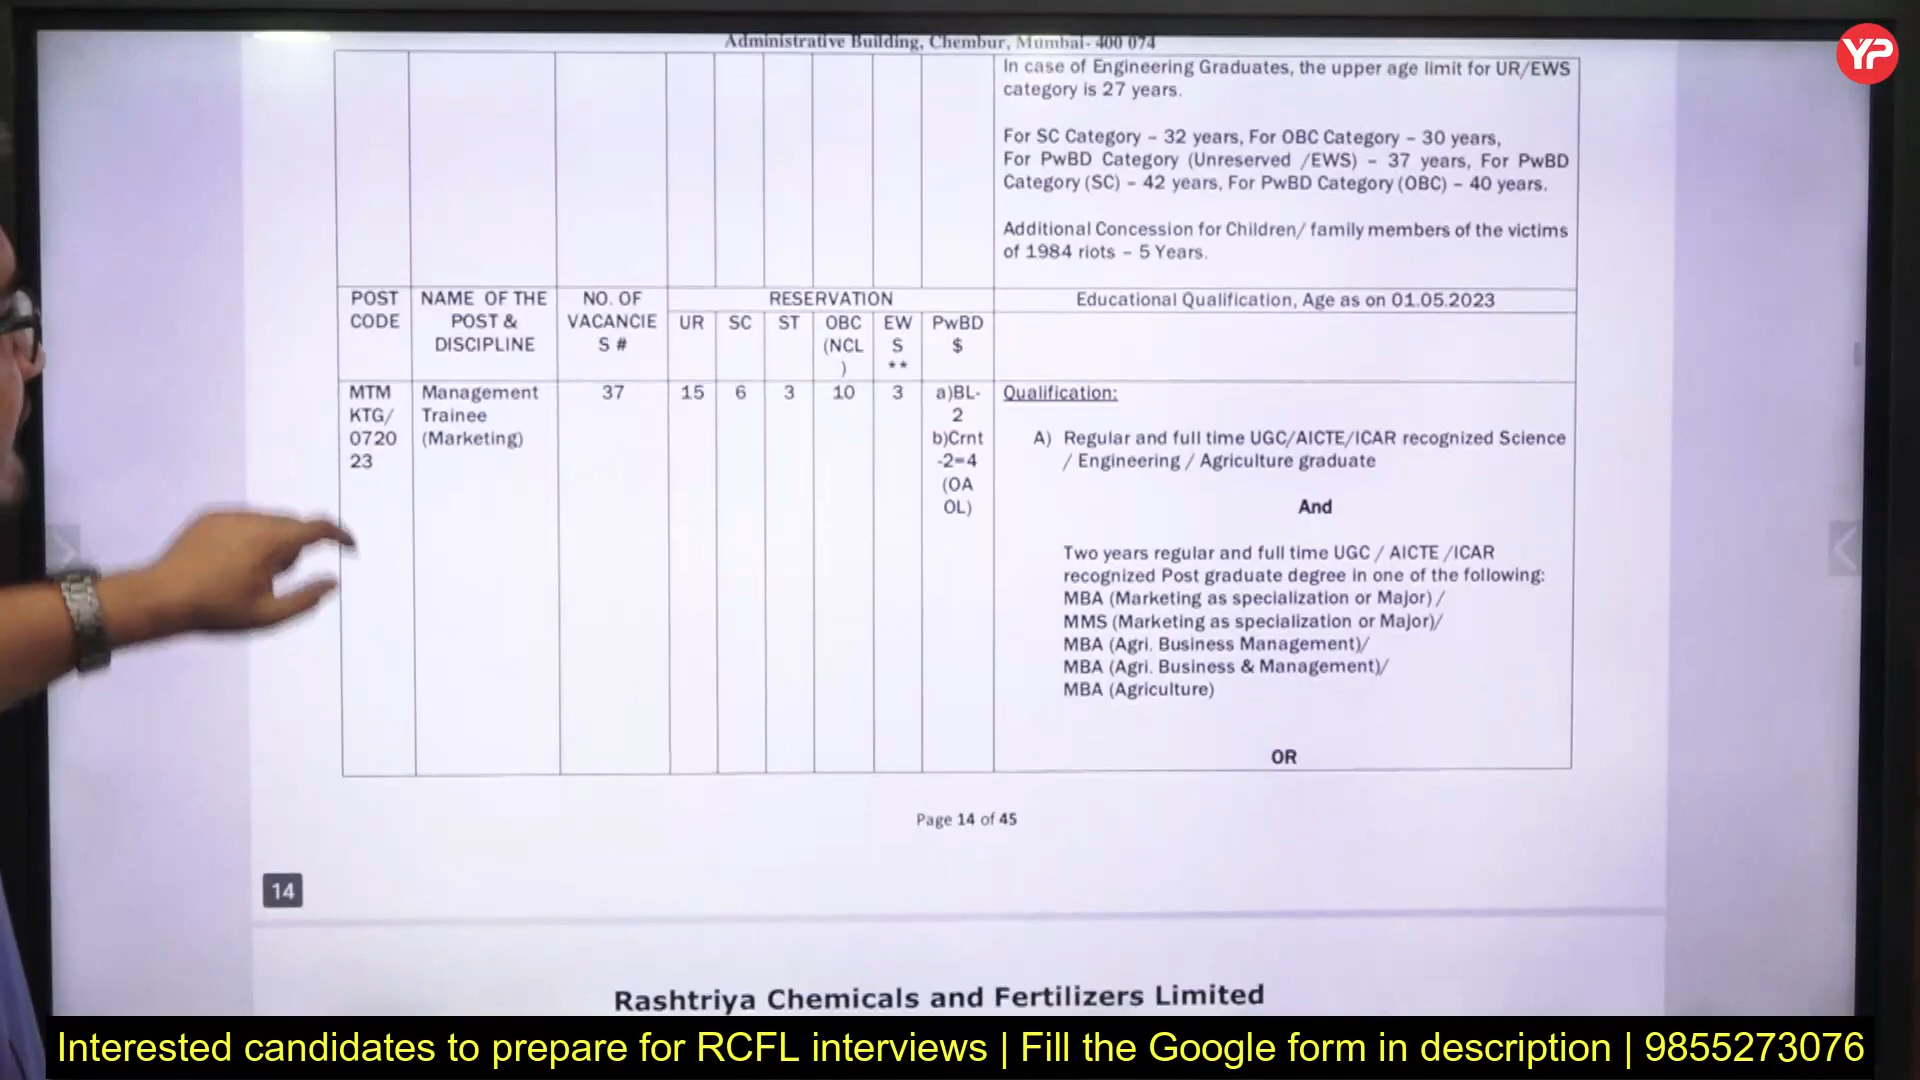 YP
Administrative Building, Chembur, Mumbai- 400 074
In case of Engineering Graduates, the upper age limit for UR/EWS
category is 27 years.
For SC Category – 32 years, For OBC Category – 30 years,
For PwBD Category (Unreserved /EWS) – 37 years, For PwBD
Category (SC) – 42 years, For PwBD Category (OBC) – 40 years.
Additional Concession for Children/ family members of the victims
of 1984 riots – 5 Years.
POST CODE
NAME OF THE POST & DISCIPLINE
NO. OF VACANCIE S #
RESERVATION
Educational Qualification, Age as on 01.05.2023
UR
SC
ST
OBC (NCL )
EW S **
PwBD $
MTM
KTG/
0720
23
Management
Trainee
(Marketing)
37
15
6
3
10
3
a)BL-
2
b)Crnt
-2=4
(OA
OL)
Qualification:
A) Regular and full time UGC/AICTE/ICAR recognized Science
/ Engineering / Agriculture graduate
And
Two years regular and full time UGC / AICTE /ICAR
recognized Post graduate degree in one of the following:
MBA (Marketing as specialization or Major) /
MMS (Marketing as specialization or Major)/
MBA (Agri. Business Management)/
MBA (Agri. Business & Management)/
MBA (Agriculture)
OR
Page 14 of 45
14
Rashtriya Chemicals and Fertilizers Limited
Interested candidates to prepare for RCFL interviews | Fill the Google form in description | 9855273076